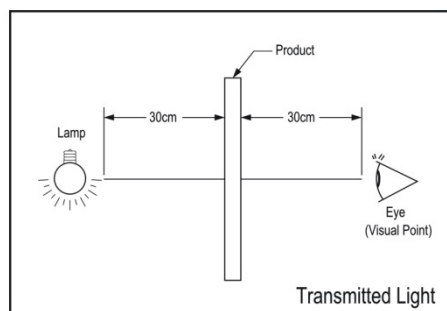 Product
30cm
30cm
Lamp
Eye
(Visual Point)
Transmitted Light